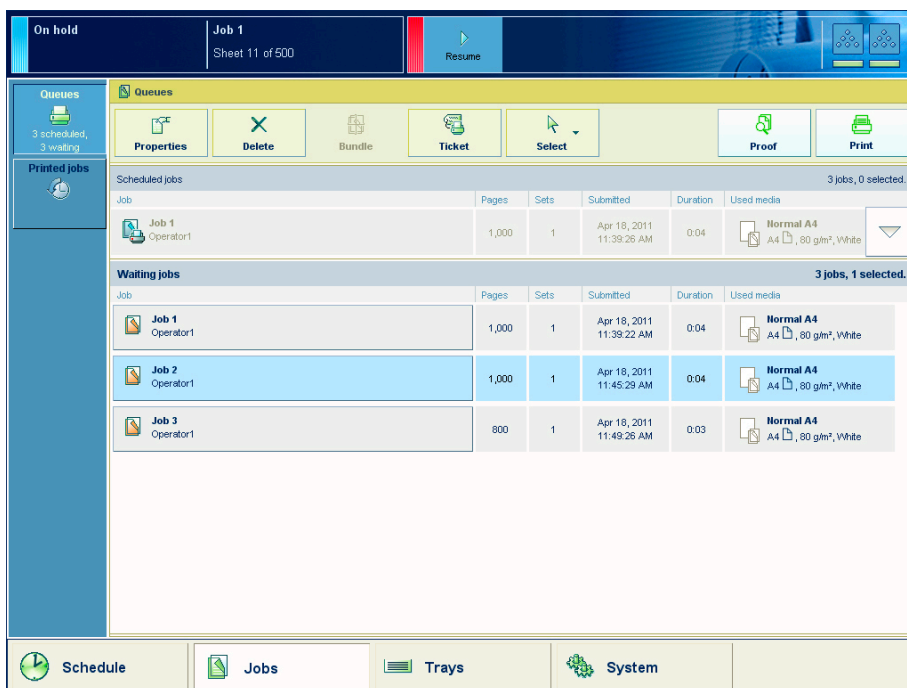 On hold
Job 1
Sheet 11 of 500
Resume
Queues
3 scheduled,
3 waiting
Printed jobs
Queues
Properties
Delete
Bundle
Ticket
Select
Proof
Print
Scheduled jobs 3 jobs, 0 selected.
Job Pages Sets Submitted Duration Used media
Job 1
Operator1
1,000 1
Apr 18, 2011
11:39:26 AM
0:04
Normal A4
A4 , 80 g/m², White
Waiting jobs 3 jobs, 1 selected.
Job Pages Sets Submitted Duration Used media
Job 1
Operator1
1,000 1
Apr 18, 2011
11:39:22 AM
0:04
Normal A4
A4 , 80 g/m², White
Job 2
Operator1
1,000 1
Apr 18, 2011
11:45:29 AM
0:04
Normal A4
A4 , 80 g/m², White
Job 3
Operator1
800 1
Apr 18, 2011
11:49:26 AM
0:03
Normal A4
A4 , 80 g/m², White
Schedule
Jobs
Trays
System